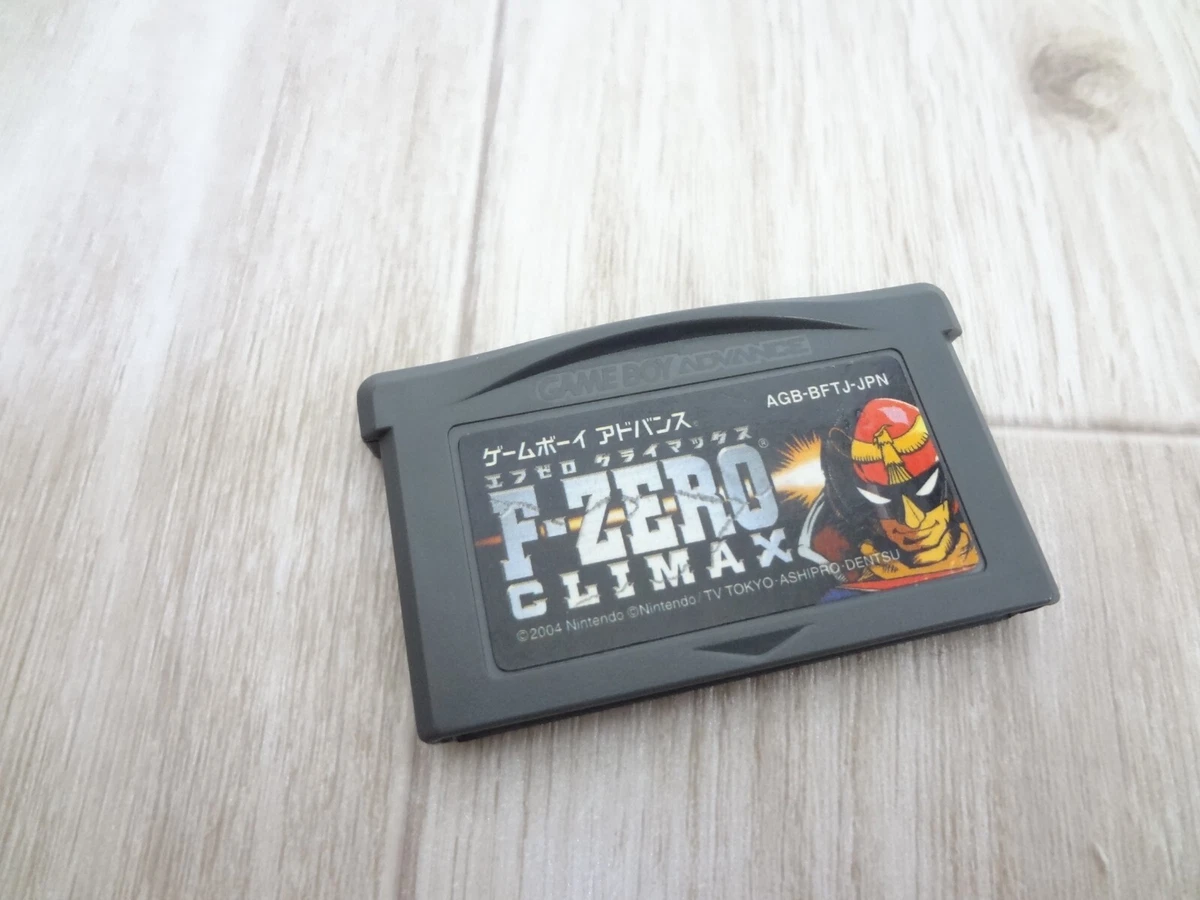 GAME BOY ADVANCE
AGB-BFTJ-JPN
ゲームボーイ アドバンス
エフゼロ クライマックス
F-ZERO®
CLIMAX
©2004 Nintendo ©Nintendo/TV TOKYO・ASHIPRO・DENTSU